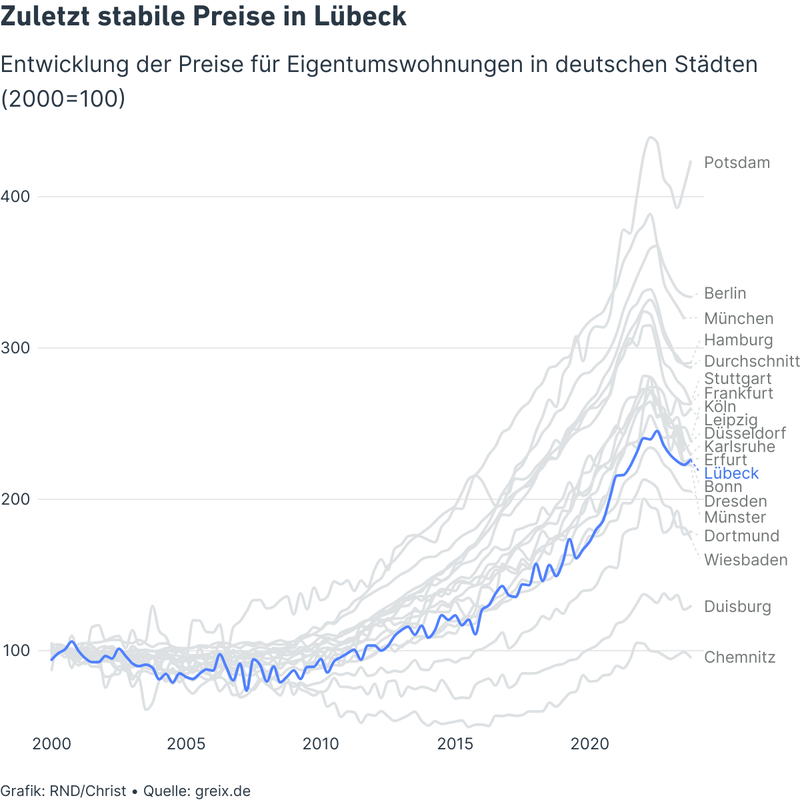 Zuletzt stabile Preise in Lübeck
Entwicklung der Preise für Eigentumswohnungen in deutschen Städten
(2000=100)
Potsdam
400
Berlin
München
Hamburg
300
Durchschnitt
Stuttgart
Frankfurt
Köln
Leipzig
Düsseldorf
Karlsruhe
Erfurt
Lübeck
Bonn
200
Dresden
Münster
Dortmund
Wiesbaden
Duisburg
100
Chemnitz
2000 2005 2010 2015 2020
Grafik: RND/Christ • Quelle: greix.de